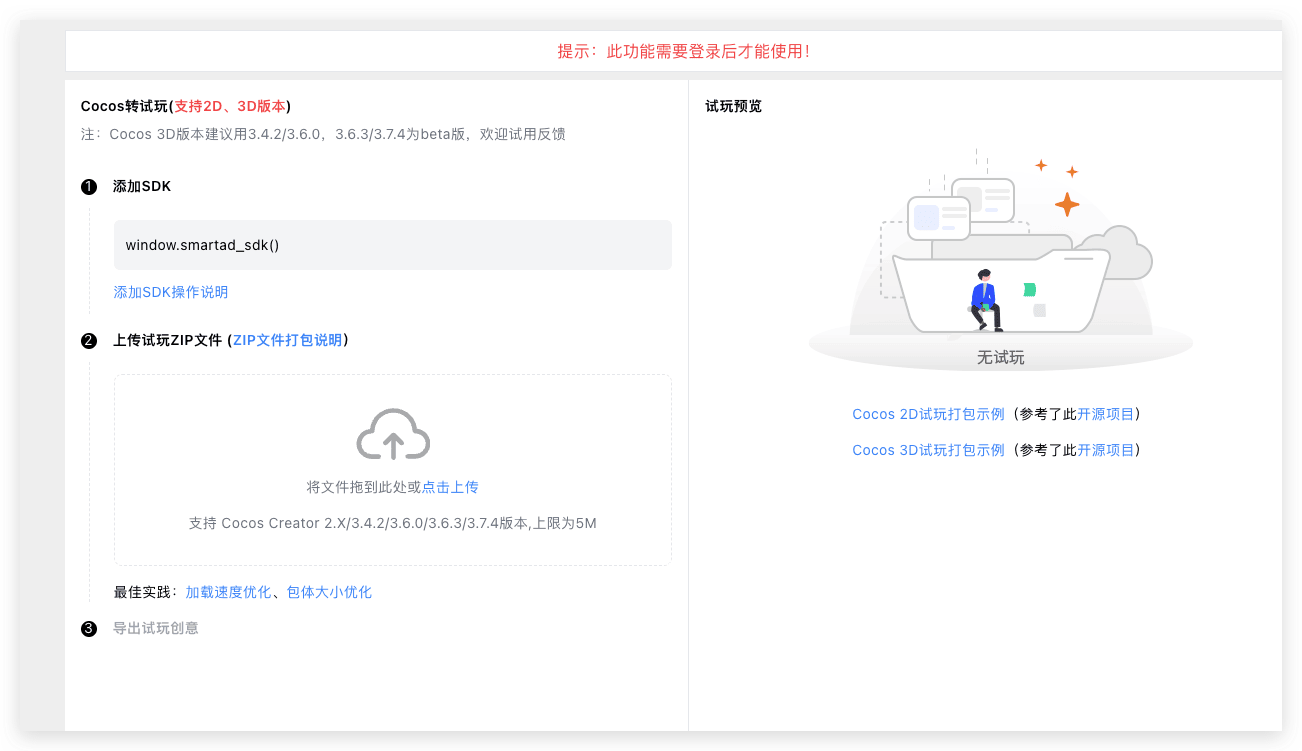 提示：此功能需要登录后才能使用！
Cocos转试玩(支持2D、3D版本)
注：Cocos 3D版本建议用3.4.2/3.6.0，3.6.3/3.7.4为beta版，欢迎试用反馈
1 添加SDK
window.smartad_sdk()
添加SDK操作说明
2 上传试玩ZIP文件 (ZIP文件打包说明)
将文件拖到此处或点击上传
支持 Cocos Creator 2.X/3.4.2/3.6.0/3.6.3/3.7.4版本,上限为5M
最佳实践：加载速度优化、包体大小优化
3 导出试玩创意
试玩预览
无试玩
Cocos 2D试玩打包示例（参考了此开源项目）
Cocos 3D试玩打包示例（参考了此开源项目）